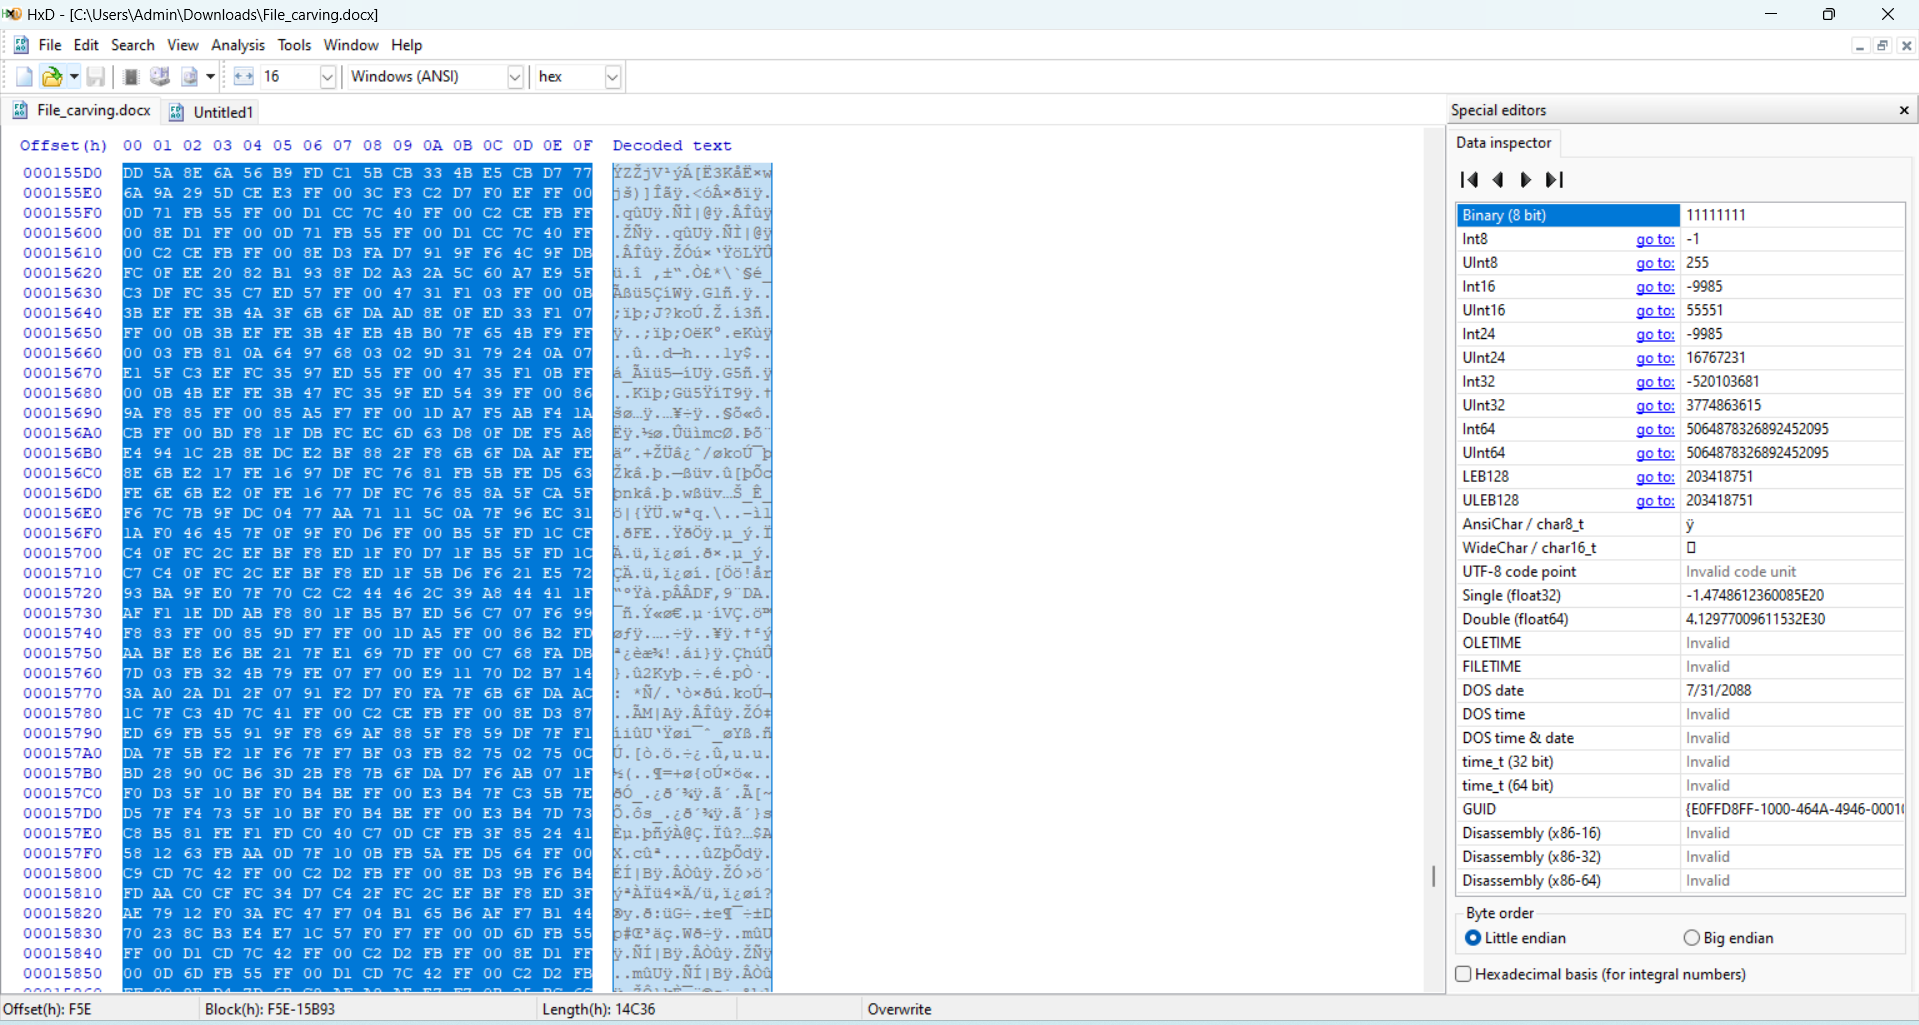 HxD - [C:\Users\Admin\Downloads\File_carving.docx]
File Edit Search View Analysis Tools Window Help
16 Windows (ANSI) hex
File_carving.docx Untitled1
Offset(h) 00 01 02 03 04 05 06 07 08 09 0A 0B 0C 0D 0E 0F Decoded text
000155D0 DD 5A 8E 6A 56 B9 FD C1 5B CB 33 4B E5 CB D7 77
000155E0 6A 9A 29 5D CE E3 FF 00 3C F3 C2 D7 F0 EF FF 00
000155F0 0D 71 FB 55 FF 00 D1 CC 7C 40 FF 00 C2 CE FB FF
00015600 00 8E D1 FF 00 0D 71 FB 55 FF 00 D1 CC 7C 40 FF
00015610 00 C2 CE FB FF 00 8E D3 FA D7 91 9F F6 4C 9F DB
00015620 FC 0F EE 20 82 B1 93 8F D2 A3 2A 5C 60 A7 E9 5F
00015630 C3 DF FC 35 C7 ED 57 FF 00 47 31 F1 03 FF 00 0B
00015640 3B EF FE 3B 4A 3F 6B 6F DA AD 8E 0F ED 33 F1 07
00015650 FF 00 0B 3B EF FE 3B 4F EB 4B B0 7F 65 4B F9 FF
00015660 00 03 FB 81 0A 64 97 68 03 02 9D 31 79 24 0A 07
00015670 E1 5F C3 EF FC 35 97 ED 55 FF 00 47 35 F1 0B FF
00015680 00 0B 4B EF FE 3B 47 FC 35 9F ED 54 39 FF 00 86
00015690 9A F8 85 FF 00 85 A5 F7 FF 00 1D A7 F5 AB F4 1A
000156A0 CB FF 00 BD F8 1F DB FC EC 6D 63 D8 0F DE F5 A8
000156B0 E4 94 1C 2B 8E DC E2 BF 88 2F F8 6B 6F DA AF FE
000156C0 8E 6B E2 17 FE 16 97 DF FC 76 81 FB 5B FE D5 63
000156D0 FE 6E 6B E2 0F FE 16 77 DF FC 76 85 8A 5F CA 5F
000156E0 F6 7C 7B 9F DC 04 77 AA 71 11 5C 0A 7F 96 EC 31
000156F0 1A F0 46 45 7F 0F 9F F0 D6 FF 00 B5 5F FD 1C CF
00015700 C4 0F FC 2C EF BF F8 ED 1F F0 D7 1F B5 5F FD 1C
00015710 C7 C4 0F FC 2C EF BF F8 ED 1F 5B D6 F6 21 E5 72
00015720 93 BA 9F E0 7F 70 C2 C2 44 46 2C 39 A8 44 41 1F
00015730 AF F1 1E DD AB F8 80 1F B5 B7 ED 56 C7 07 F6 99
00015740 F8 83 FF 00 85 9D F7 FF 00 1D A5 FF 00 86 B2 FD
00015750 AA BF E8 E6 BE 21 7F E1 69 7D FF 00 C7 68 FA DB
00015760 7D 03 FB 32 4B 79 FE 07 F7 00 E9 11 70 D2 B7 14
00015770 3A A0 2A D1 2F 07 91 F2 D7 F0 FA 7F 6B 6F DA AC
00015780 1C 7F C3 4D 7C 41 FF 00 C2 CE FB FF 00 8E D3 87
00015790 ED 69 FB 55 91 9F F8 69 AF 88 5F F8 59 DF 7F F1
000157A0 DA 7F 5B F2 1F F6 7F F7 BF 03 FB 82 75 02 75 0C
000157B0 BD 28 90 0C B6 3D 2B F8 7B 6F DA D7 F6 AB 07 1F
000157C0 F0 D3 5F 10 BF F0 B4 BE FF 00 E3 B4 7F C3 5B 7E
000157D0 D5 7F F4 73 5F 10 BF F0 B4 BE FF 00 E3 B4 7D 73
000157E0 C8 B5 81 FE F1 FD C0 40 C7 0D CF FB 3F 85 24 41
000157F0 58 12 63 FB AA 0D 7F 10 0B FB 5A FE D5 64 FF 00
00015800 C9 CD 7C 42 FF 00 C2 D2 FB FF 00 8E D3 9B F6 B4
00015810 FD AA C0 CF FC 34 D7 C4 2F FC 2C EF BF F8 ED 3F
00015820 AE 79 12 F0 3A FC 47 F7 04 B1 65 B6 AF F7 B1 44
00015830 70 23 8C B3 E4 E7 1C 57 F0 F7 FF 00 0D 6D FB 55
00015840 FF 00 D1 CD 7C 42 FF 00 C2 D2 FB FF 00 8E D1 FF
00015850 00 0D 6D FB 55 FF 00 D1 CD 7C 42 FF 00 C2 D2 FB
Special editors
Data inspector
Binary (8 bit) 11111111
Int8 go to: -1
UInt8 go to: 255
Int16 go to: -9985
UInt16 go to: 55551
Int24 go to: -9985
UInt24 go to: 16767231
Int32 go to: -520103681
UInt32 go to: 3774863615
Int64 go to: 5064878326892452095
UInt64 go to: 5064878326892452095
LEB128 go to: 203418751
ULEB128 go to: 203418751
AnsiChar / char8_t ÿ
WideChar / char16_t
UTF-8 code point Invalid code unit
Single (float32) -1.4748612360085E20
Double (float64) 4.12977009611532E30
OLETIME Invalid
FILETIME Invalid
DOS date 7/31/2088
DOS time Invalid
DOS time & date Invalid
time_t (32 bit) Invalid
time_t (64 bit) Invalid
GUID {E0FFD8FF-1000-464A-4946-0001
Disassembly (x86-16) Invalid
Disassembly (x86-32) Invalid
Disassembly (x86-64) Invalid
Byte order
Little endian Big endian
Hexadecimal basis (for integral numbers)
Offset(h): F5E Block(h): F5E-15B93 Length(h): 14C36 Overwrite